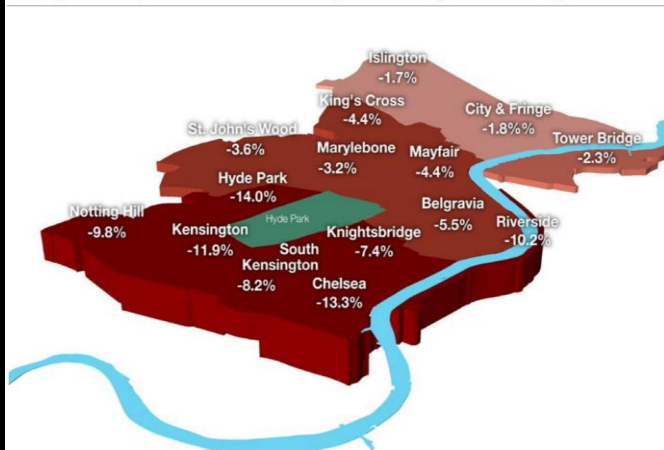 Islington
-1.7%
King's Cross
-4.4%
City & Fringe
-1.8%%
St. John's Wood
-3.6%
Marylebone
-3.2%
Mayfair
-4.4%
Tower Bridge
-2.3%
Hyde Park
-14.0%
Hyde Park
Notting Hill
-9.8%
Kensington
-11.9%
South
Kensington
-8.2%
Knightsbridge
-7.4%
Belgravia
-5.5%
Riverside
-10.2%
Chelsea
-13.3%